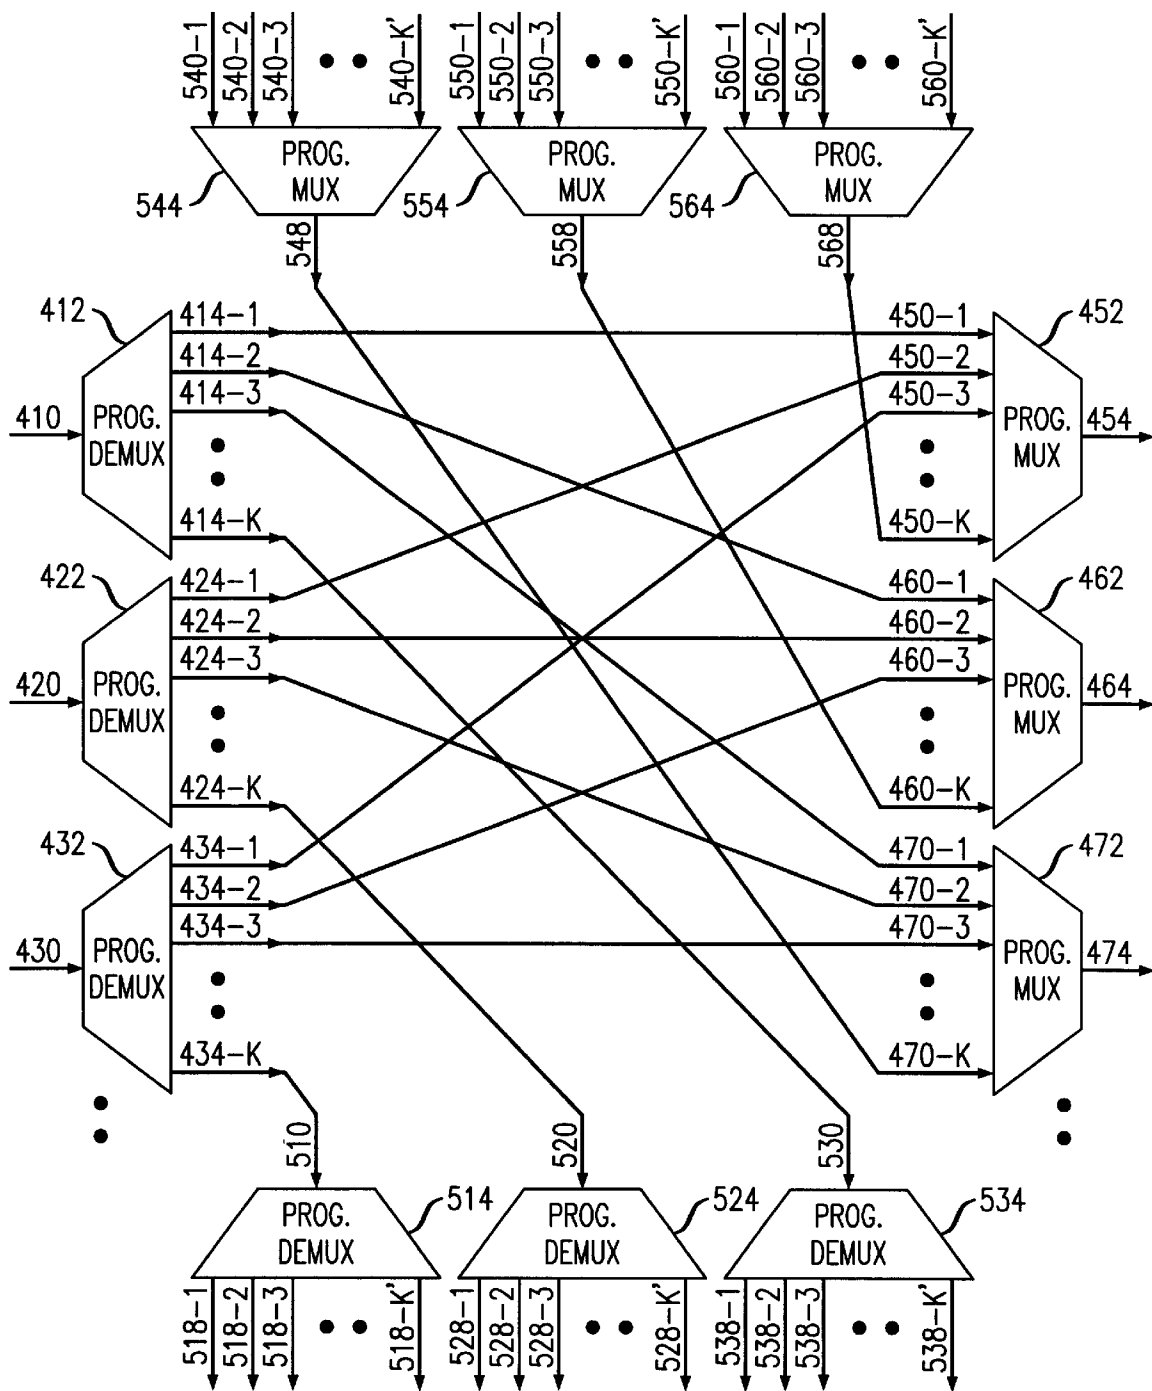 540-1 540-2 540-3 540-K' 550-1 550-2 550-3 550-K' 560-1 560-2 560-3 560-K'
PROG. MUX
PROG. MUX
PROG. MUX
544 554 564
548 558 568
412 414-1 450-1 452
414-2 450-2
414-3 450-3
410 PROG. DEMUX PROG. MUX 454
414-K 450-K
422 424-1 460-1 462
424-2 460-2
424-3 460-3
420 PROG. DEMUX PROG. MUX 464
424-K 460-K
432 434-1 470-1 472
434-2 470-2
434-3 470-3
430 PROG. DEMUX PROG. MUX 474
434-K 470-K
510 520 530
514 524 534
PROG. DEMUX
PROG. DEMUX
PROG. DEMUX
518-1 518-2 518-3 518-K' 528-1 528-2 528-3 528-K' 538-1 538-2 538-3 538-K'